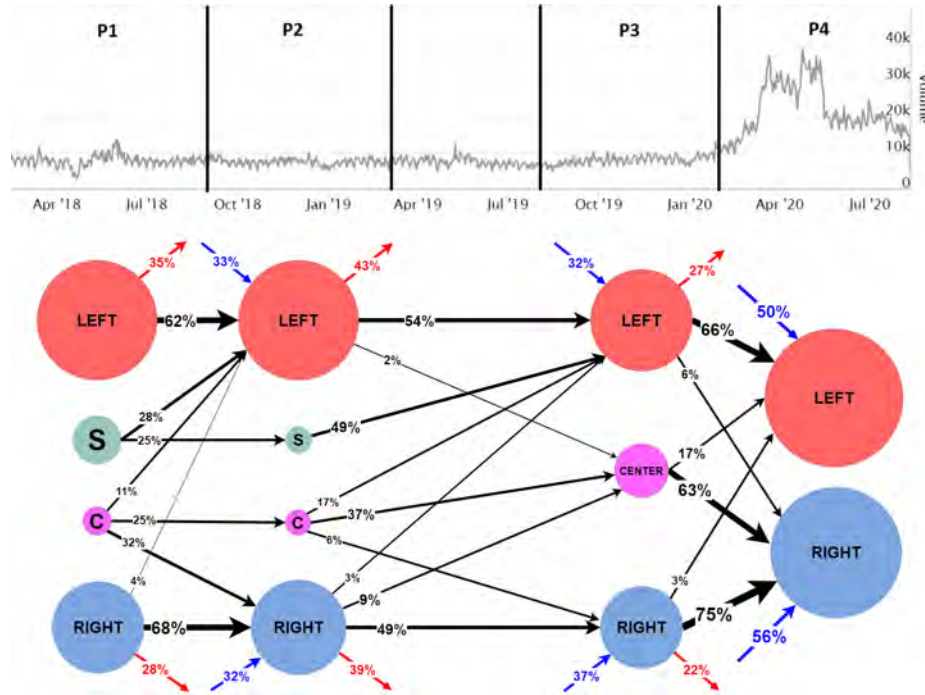 P1 P2 P3 P4
40k
30k
20k
10k
0
Volume
Apr '18 Jul '18 Oct '18 Jan '19 Apr '19 Jul '19 Oct '19 Jan '20 Apr '20 Jul '20
35% 33% 43% 32% 27%
50%
LEFT 62% LEFT 54% LEFT 66%
2% 6%
LEFT
28%
S 25% S 49%
17%
CENTER
63%
11% 17%
C 25% C 37%
32% 6%
RIGHT
4% 3% 9% 3%
75%
RIGHT 68% RIGHT 49% RIGHT
56%
28% 32% 39% 37% 22%